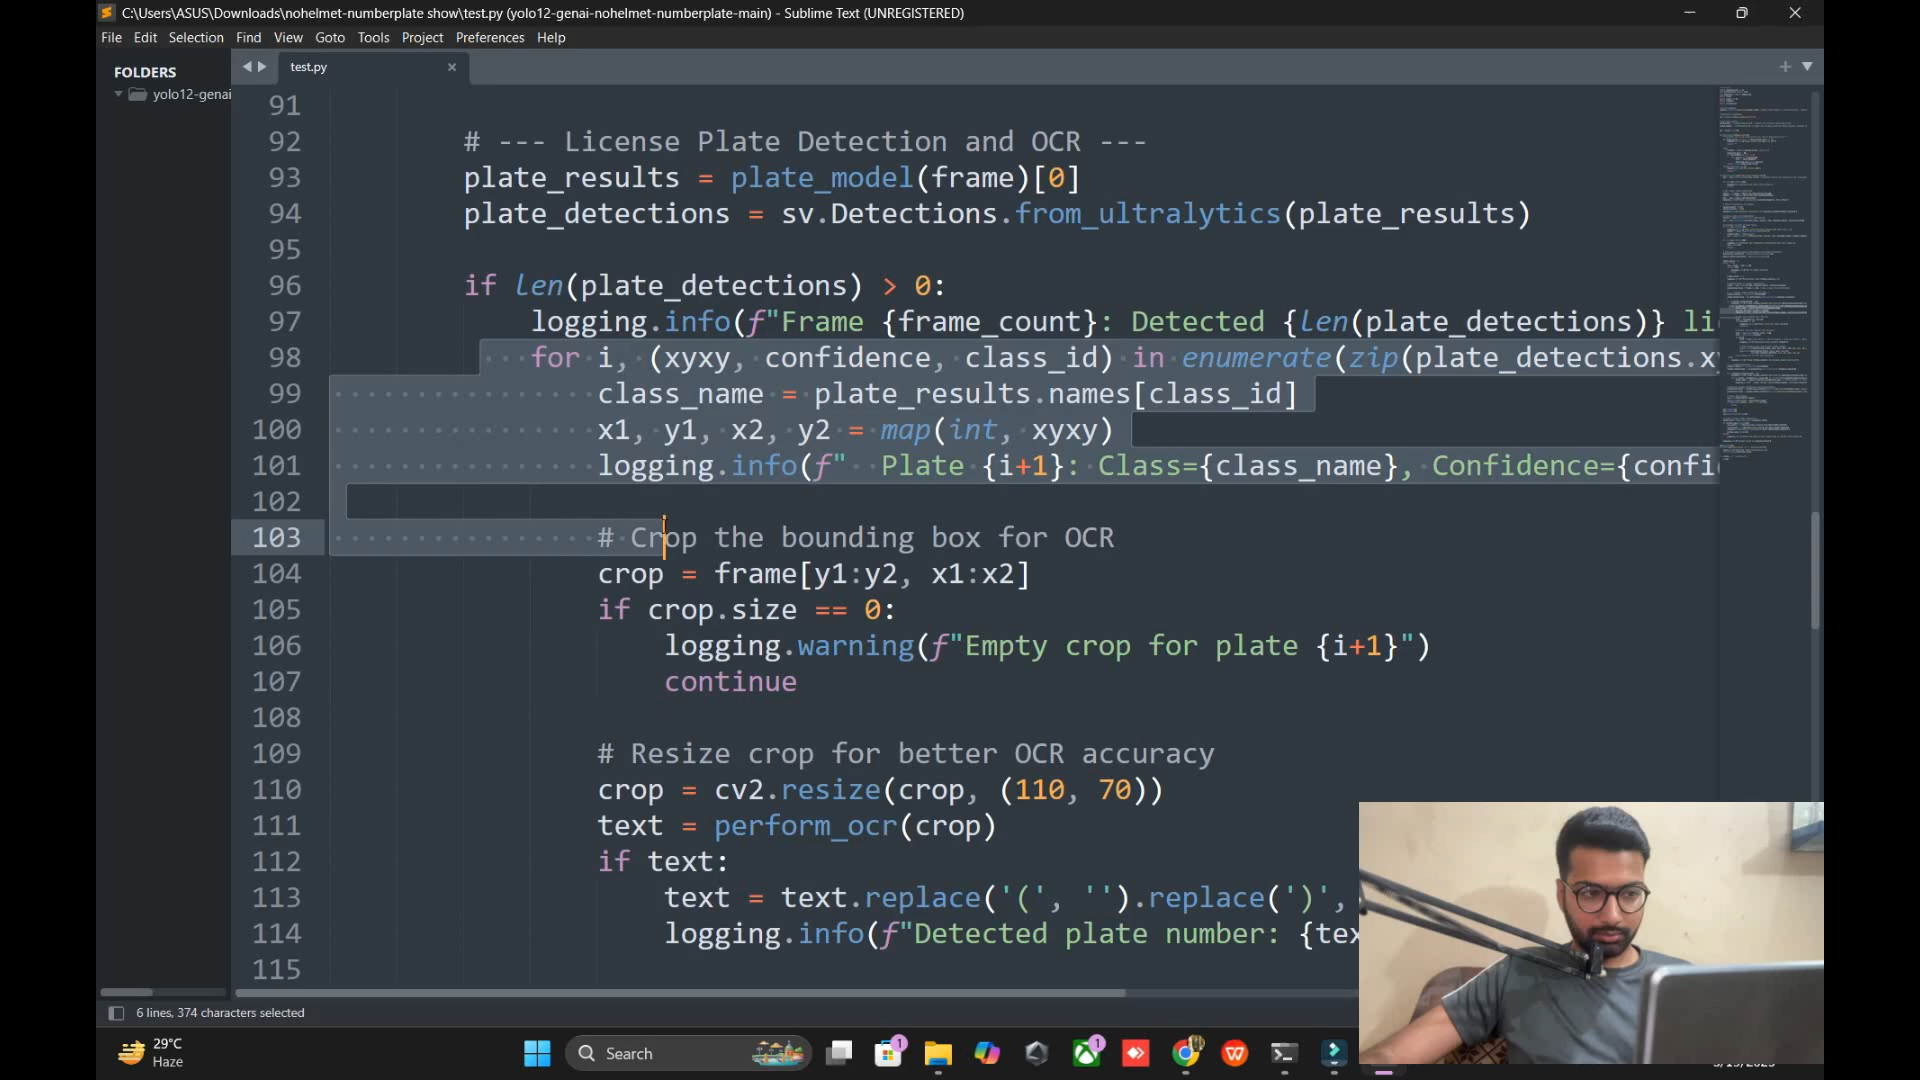 C:\Users\ASUS\Downloads\nohelmet-numberplate show\test.py (yolo12-genai-nohelmet-numberplate-main) - Sublime Text (UNREGISTERED)
File Edit Selection Find View Goto Tools Project Preferences Help
FOLDERS
yolo12-genai
test.py
91
92 # --- License Plate Detection and OCR ---
93 plate_results = plate_model(frame)[0]
94 plate_detections = sv.Detections.from_ultralytics(plate_results)
95
96 if len(plate_detections) > 0:
97 logging.info(f"Frame {frame_count}: Detected {len(plate_detections)} li
98 for i, (xyxy, confidence, class_id) in enumerate(zip(plate_detections.xy
99 class_name = plate_results.names[class_id]
100 x1, y1, x2, y2 = map(int, xyxy)
101 logging.info(f"  Plate {i+1}: Class={class_name}, Confidence={confi
102
103 # Crop the bounding box for OCR
104 crop = frame[y1:y2, x1:x2]
105 if crop.size == 0:
106 logging.warning(f"Empty crop for plate {i+1}")
107 continue
108
109 # Resize crop for better OCR accuracy
110 crop = cv2.resize(crop, (110, 70))
111 text = perform_ocr(crop)
112 if text:
113 text = text.replace('(', '').replace(')',
114 logging.info(f"Detected plate number: {tex
115
6 lines, 374 characters selected
29°C
Haze
Search
1
1